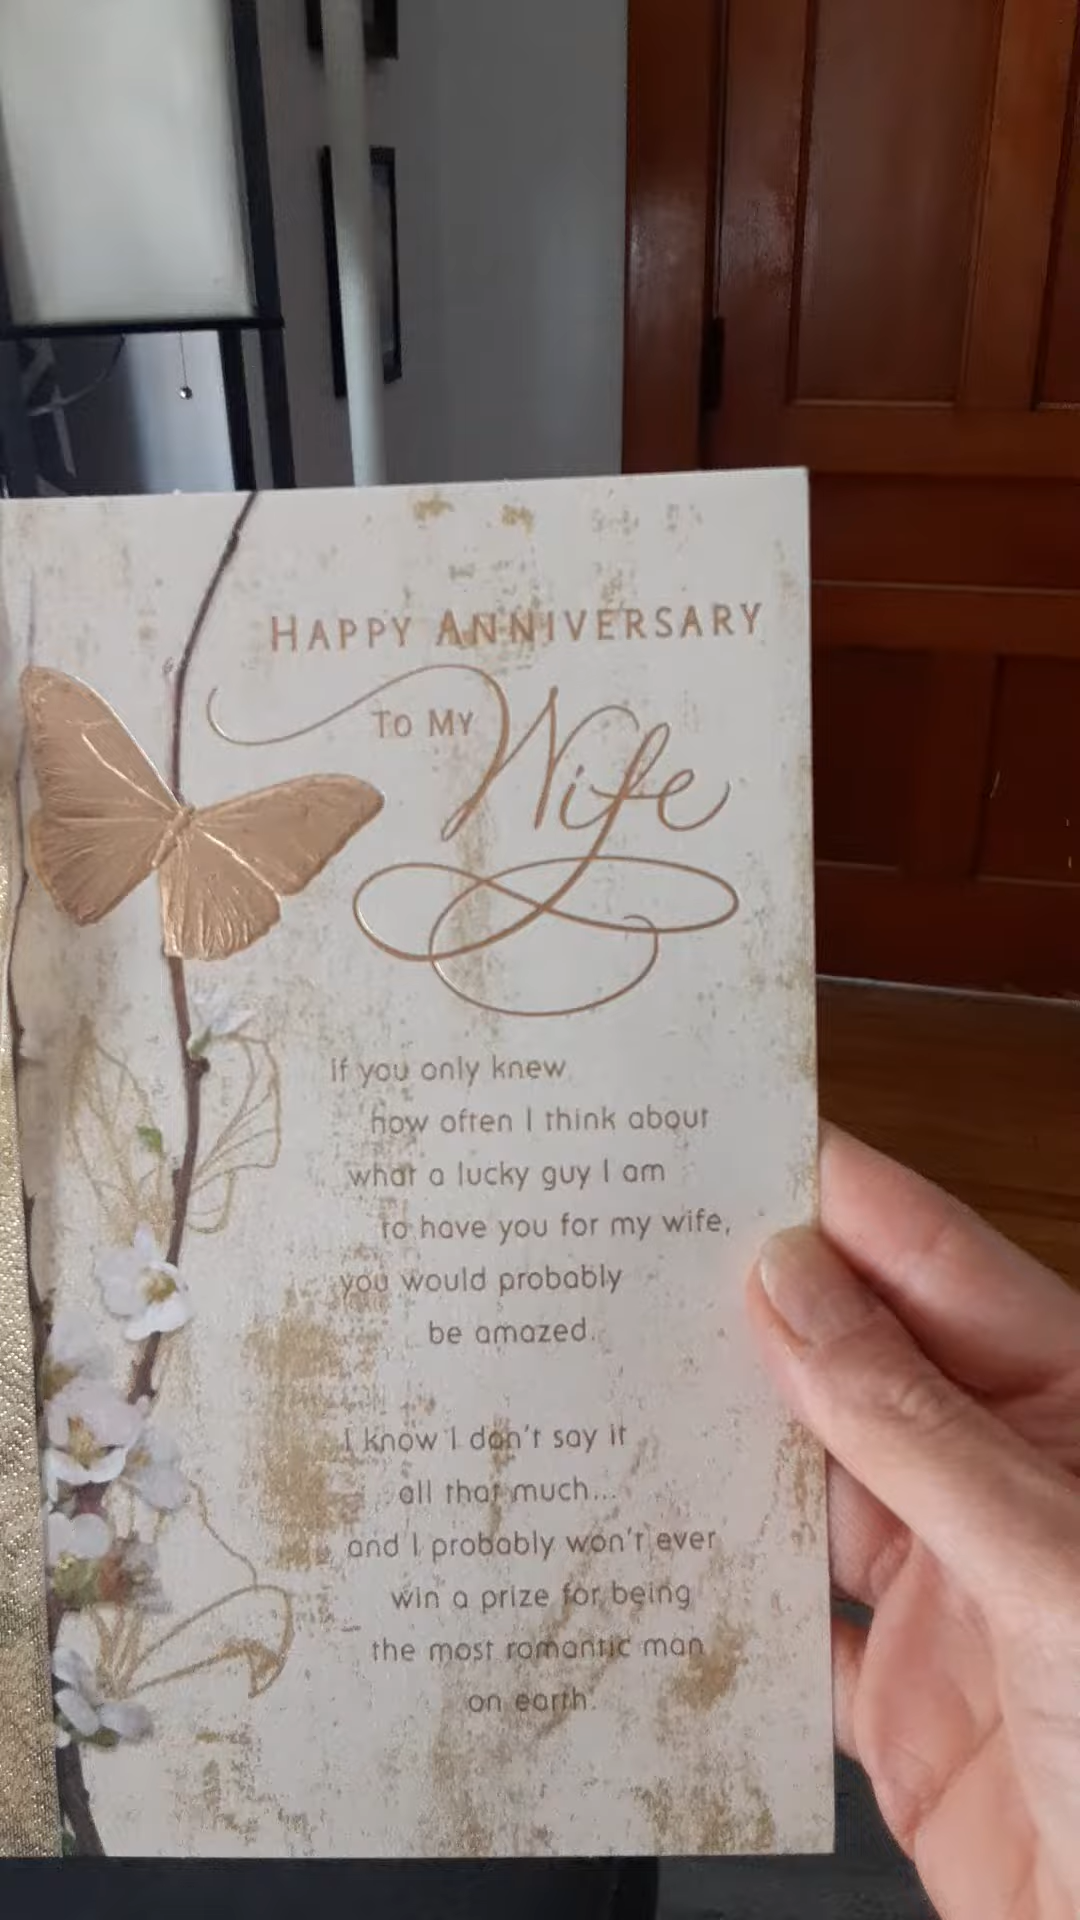 HAPPY ANNIVERSARY
TO MY Wife
If you only knew
how often I think about
what a lucky guy I am
to have you for my wife,
you would probably
be amazed.
I know I don't say it
all that much...
and I probably won't ever
win a prize for being
the most romantic man
on earth.